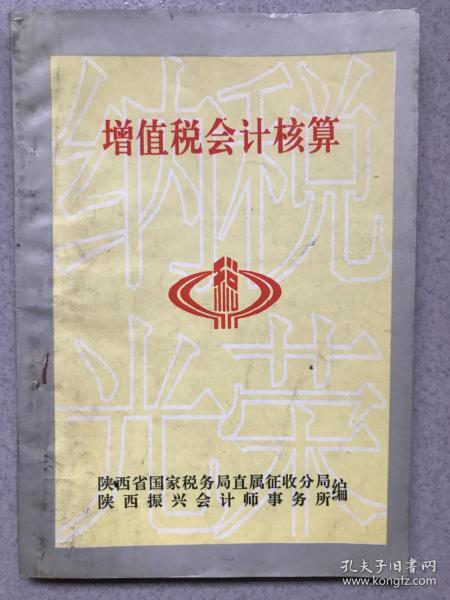 增值税会计核算
纳税
光荣
税
陕西省国家税务局直属征收分局
陕西振兴会计师事务所
编
孔夫子旧书网
www.kongfz.com